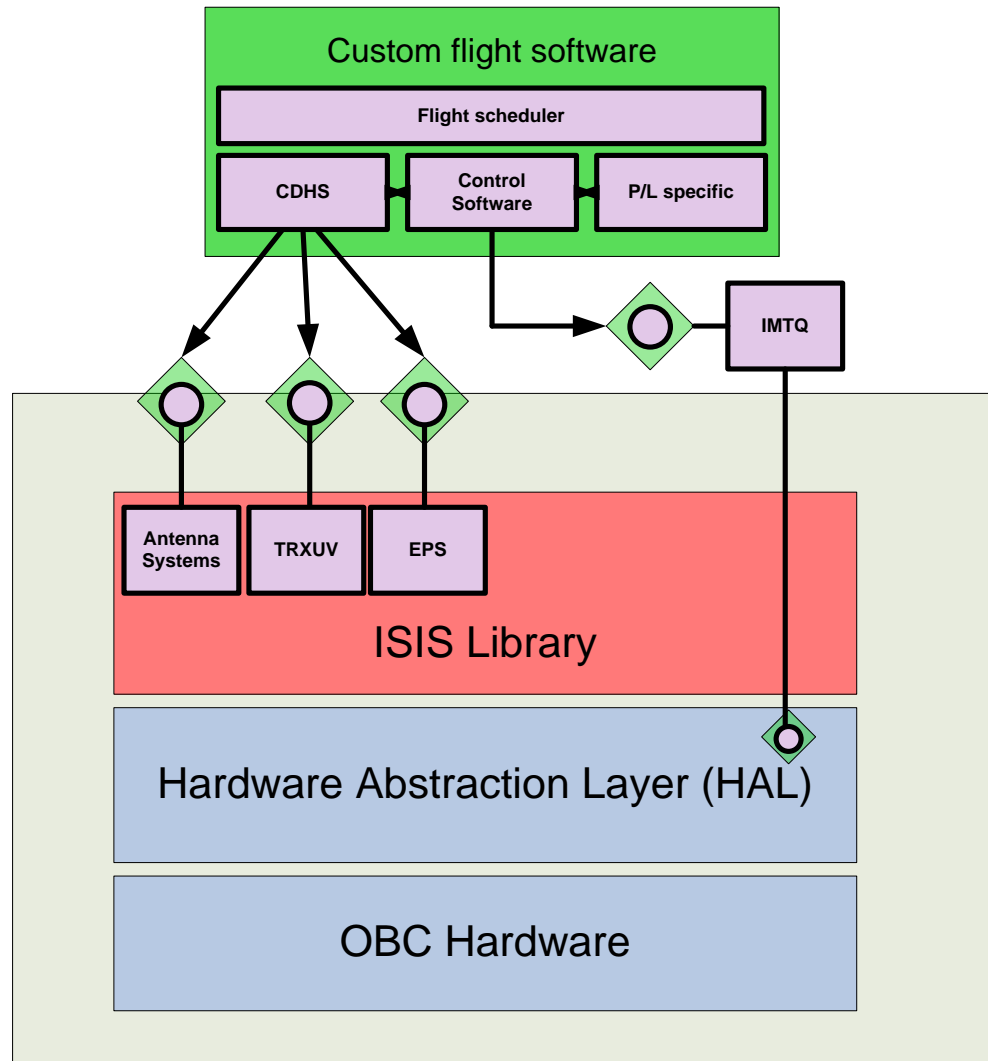 Custom flight software
Flight scheduler
CDHS
Control
Software
P/L specific
IMTQ
Antenna
Systems
TRXUV
EPS
ISIS Library
Hardware Abstraction Layer (HAL)
OBC Hardware